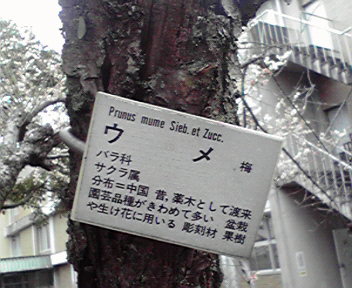 Prunus mume Sieb. et Zucc.
ウメ 梅
バラ科
サクラ属
分布=中国 昔,薬木として渡来
園芸品種がきわめて多い 盆栽
や生け花に用いる 彫刻材 果樹